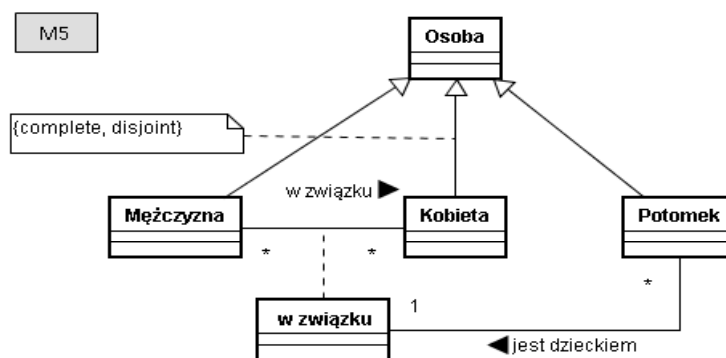 M5
Osoba
{complete, disjoint}
w związku ►
Mężczyzna
Kobieta
Potomek
* * *
w związku
1
◄ jest dzieckiem